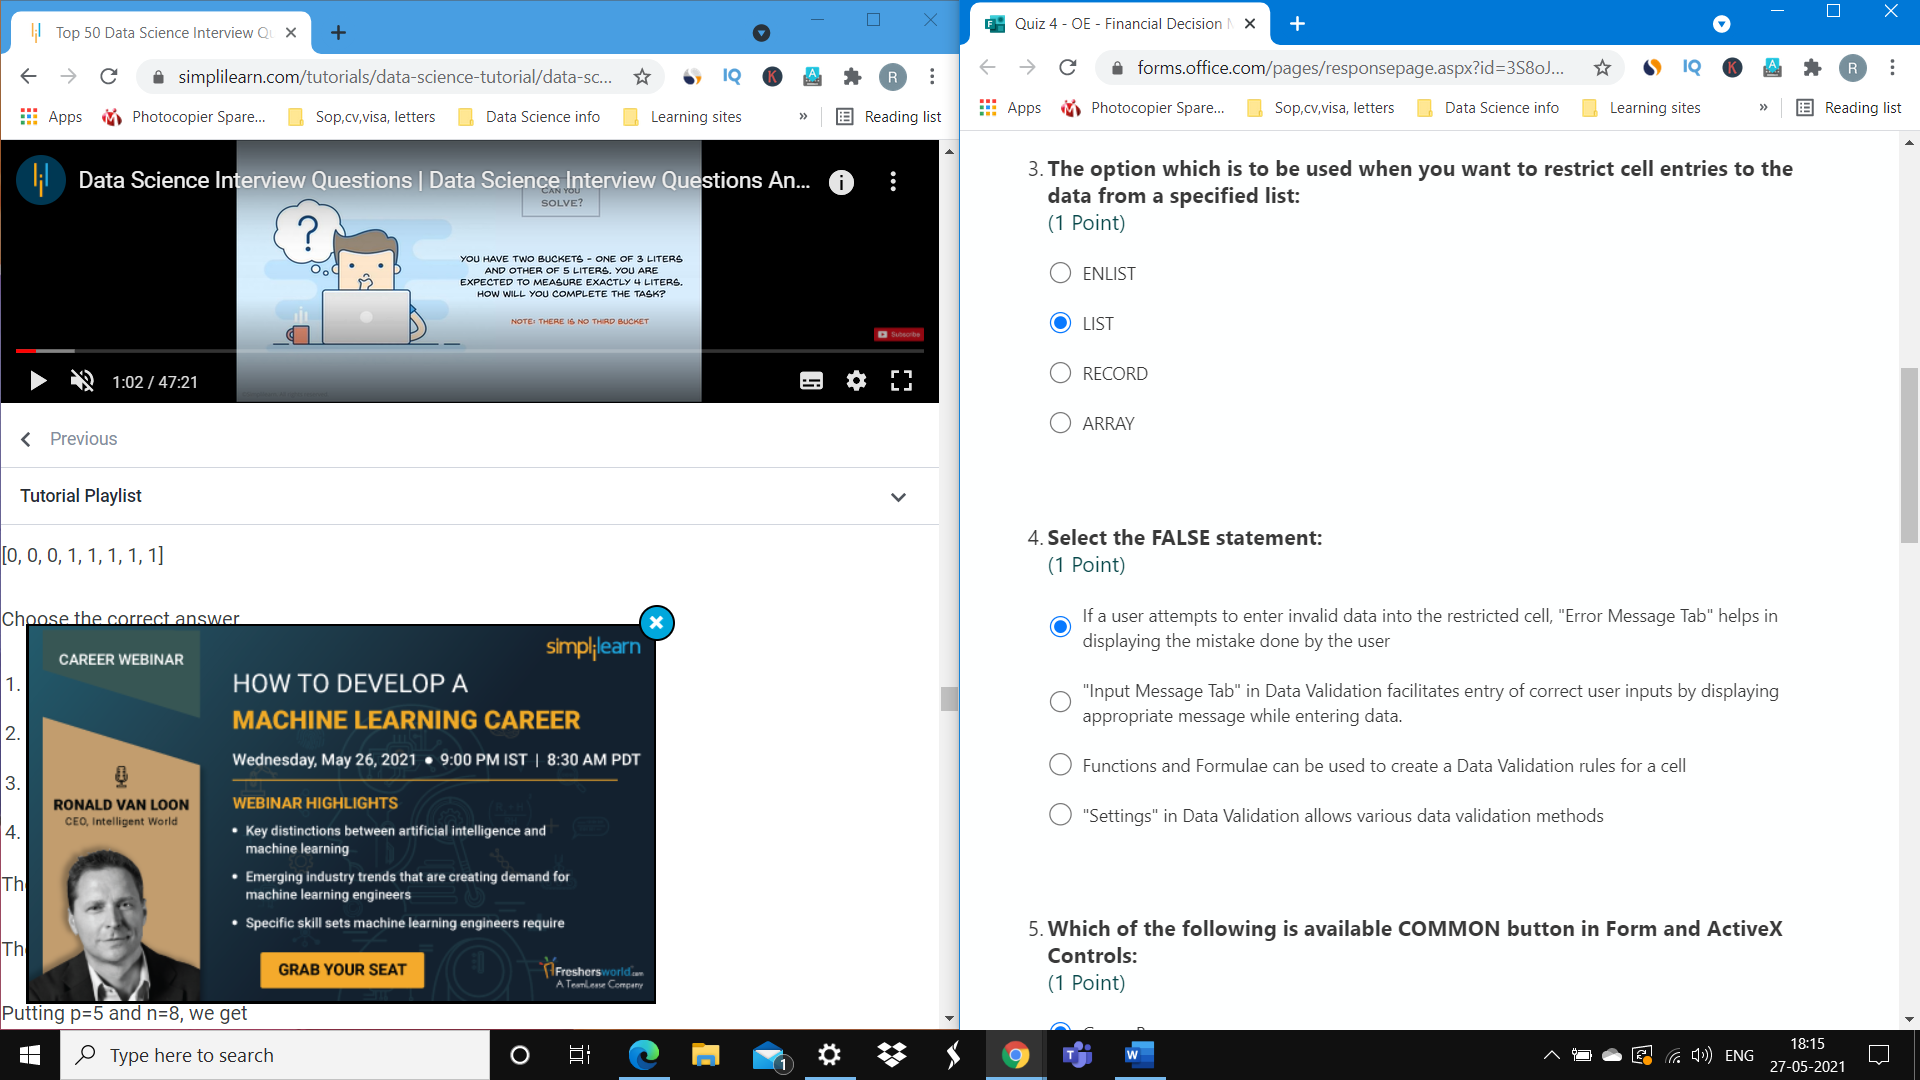 Top 50 Data Science Interview Qu
simplilearn.com/tutorials/data-science-tutorial/data-sc...
IQ
K
A
R
Apps
Photocopier Spare...
Sop,cv,visa, letters
Data Science info
Learning sites
»
Reading list
Data Science Interview Questions | Data Science Interview Questions An...
CAN YOU
SOLVE?
?
YOU HAVE TWO BUCKETS - ONE OF 3 LITERS
AND OTHER OF 5 LITERS. YOU ARE
EXPECTED TO MEASURE EXACTLY 4 LITERS.
HOW WILL YOU COMPLETE THE TASK?
NOTE: THERE IS NO THIRD BUCKET
Subscribe
1:02 / 47:21
Previous
Tutorial Playlist
[0, 0, 0, 1, 1, 1, 1, 1]
Choose the correct answer
1.
2.
3.
4.
The
The
CAREER WEBINAR
simplilearn
HOW TO DEVELOP A
MACHINE LEARNING CAREER
Wednesday, May 26, 2021 • 9:00 PM IST | 8:30 AM PDT
WEBINAR HIGHLIGHTS
• Key distinctions between artificial intelligence and
machine learning
• Emerging industry trends that are creating demand for
machine learning engineers
• Specific skill sets machine learning engineers require
RONALD VAN LOON
CEO, Intelligent World
GRAB YOUR SEAT
Freshersworld.com
A TeamLease Company
Putting p=5 and n=8, we get
Quiz 4 - OE - Financial Decision M
forms.office.com/pages/responsepage.aspx?id=3S8oJ...
IQ
K
A
R
Apps
Photocopier Spare...
Sop,cv,visa, letters
Data Science info
Learning sites
»
Reading list
3. The option which is to be used when you want to restrict cell entries to the
data from a specified list:
(1 Point)
ENLIST
LIST
RECORD
ARRAY
4. Select the FALSE statement:
(1 Point)
If a user attempts to enter invalid data into the restricted cell, "Error Message Tab" helps in
displaying the mistake done by the user
"Input Message Tab" in Data Validation facilitates entry of correct user inputs by displaying
appropriate message while entering data.
Functions and Formulae can be used to create a Data Validation rules for a cell
"Settings" in Data Validation allows various data validation methods
5. Which of the following is available COMMON button in Form and ActiveX
Controls:
(1 Point)
Type here to search
1
ENG
18:15
27-05-2021